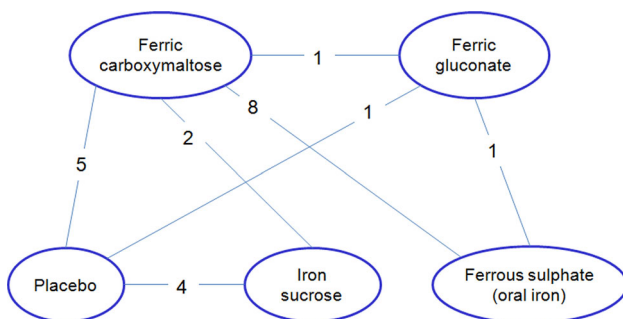 Ferric
carboxymaltose
1
Ferric
gluconate
8
1
2
5
1
Placebo
4
Iron
sucrose
Ferrous sulphate
(oral iron)